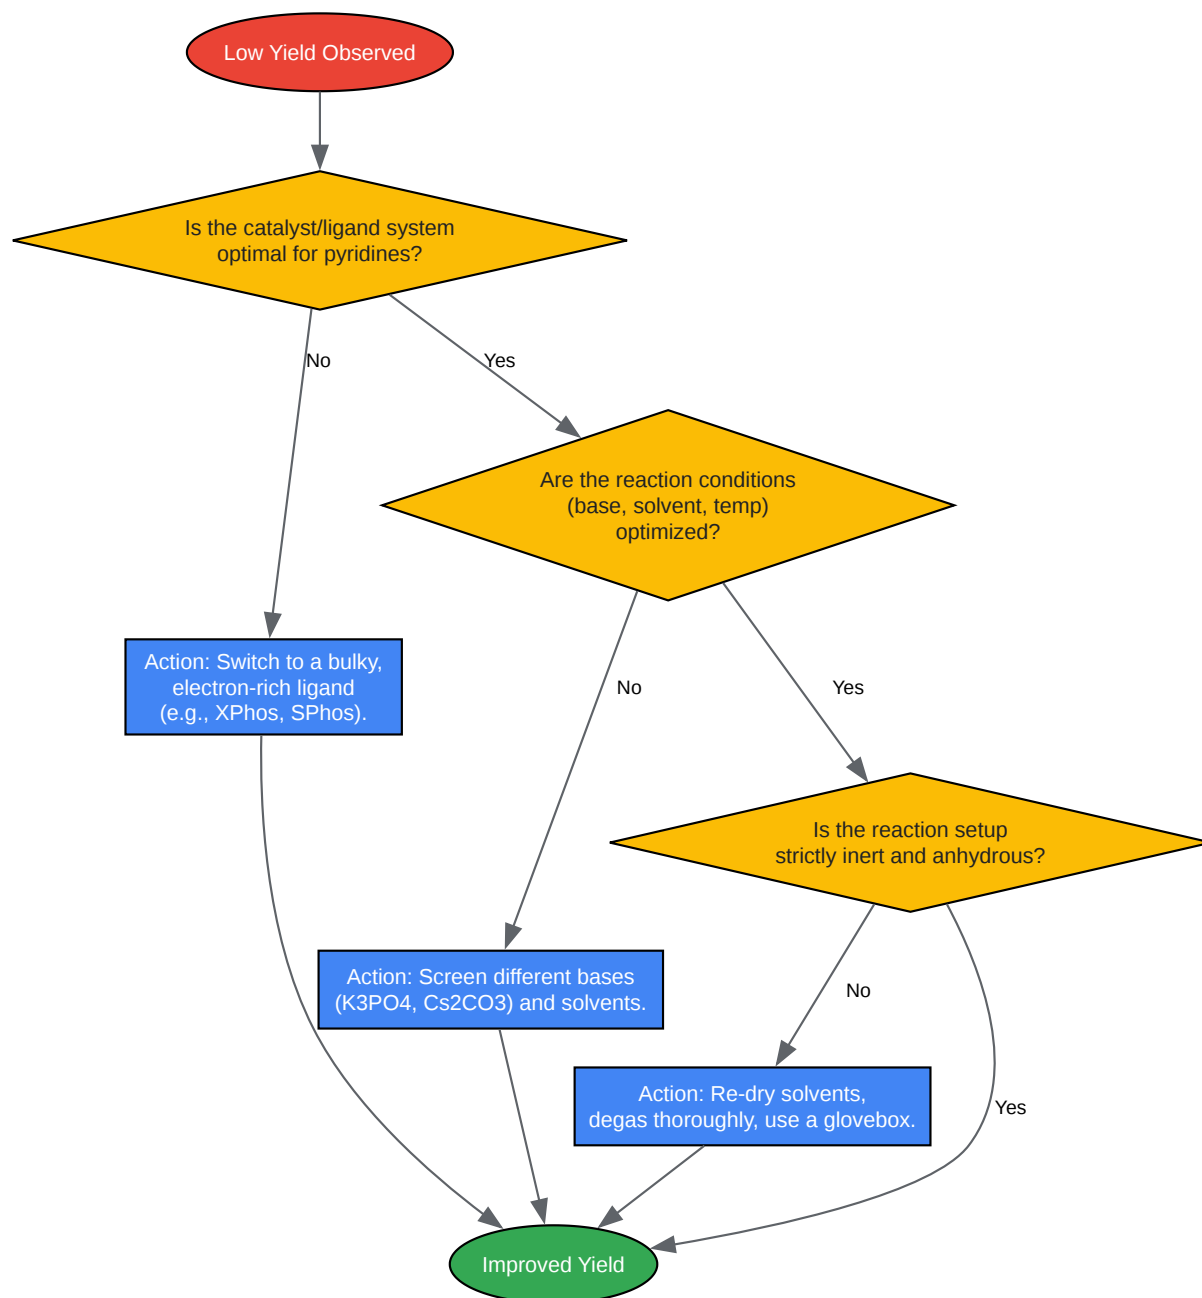 Low Yield Observed
Is the catalyst/ligand system
optimal for pyridines?
No
Yes
Are the reaction conditions
(base, solvent, temp)
optimized?
Action: Switch to a bulky,
electron-rich ligand
(e.g., XPhos, SPhos).
No
Yes
Is the reaction setup
strictly inert and anhydrous?
Action: Screen different bases
(K3PO4, Cs2CO3) and solvents.
No
Action: Re-dry solvents,
degas thoroughly, use a glovebox.
Yes
Improved Yield